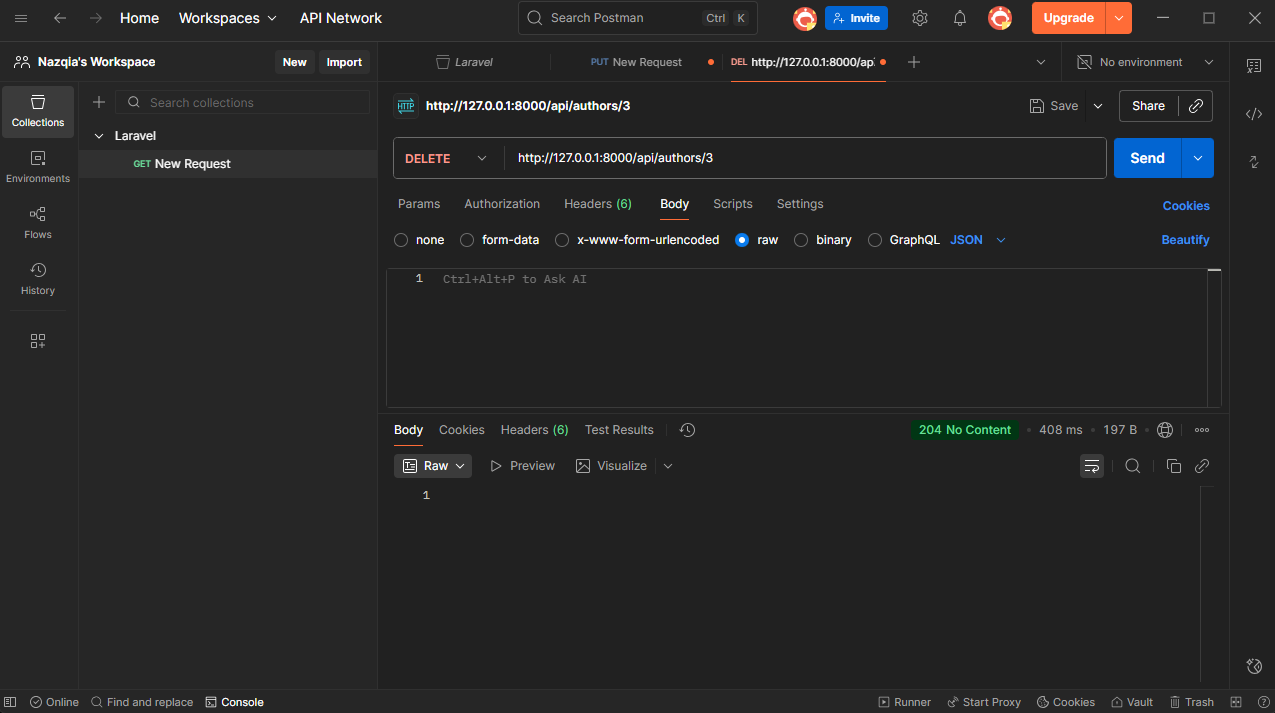 Home Workspaces API Network Search Postman Ctrl K Invite Upgrade
Nazqia's Workspace New Import
Laravel PUT New Request DEL http://127.0.0.1:8000/api No environment
Collections
Environments
Flows
History
Search collections
Laravel
GET New Request
HTTP http://127.0.0.1:8000/api/authors/3 Save Share
DELETE http://127.0.0.1:8000/api/authors/3 Send
Params Authorization Headers (6) Body Scripts Settings Cookies
none form-data x-www-form-urlencoded raw binary GraphQL JSON Beautify
1 Ctrl+Alt+P to Ask AI
Body Cookies Headers (6) Test Results 204 No Content 408 ms 197 B
Raw Preview Visualize
1
Online Find and replace Console Runner Start Proxy Cookies Vault Trash